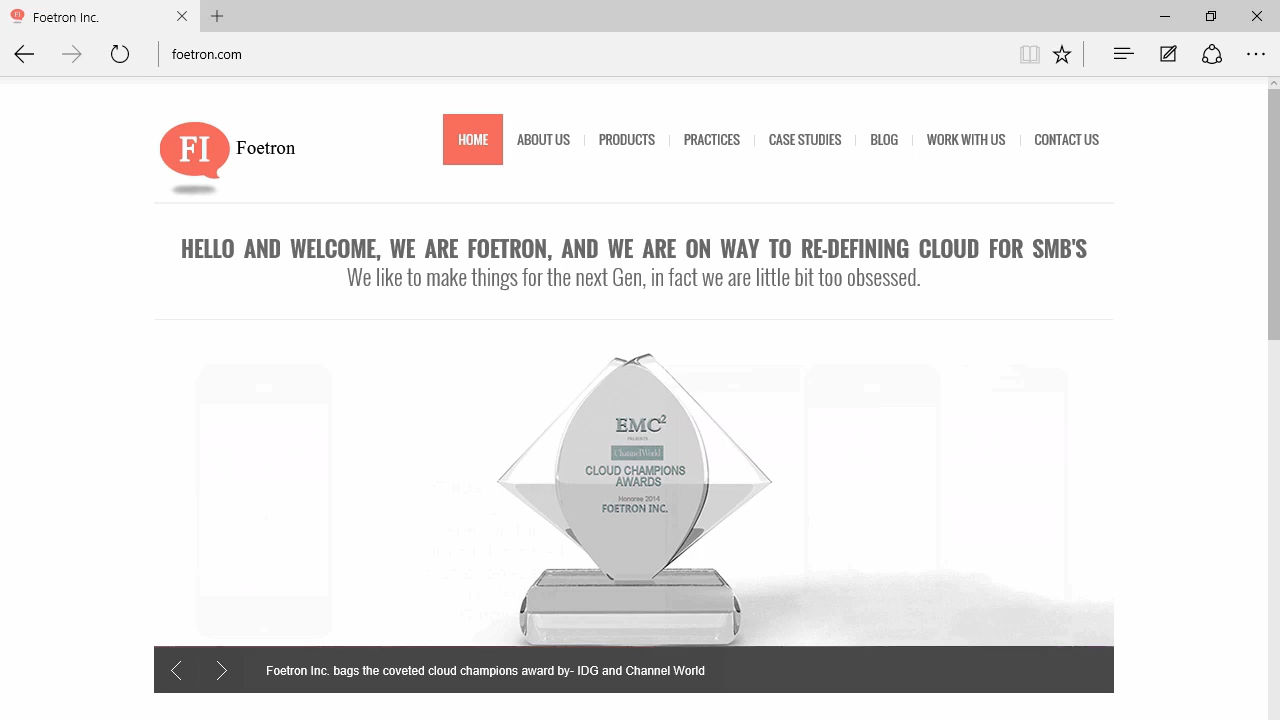 Foetron Inc.
foetron.com
FI Foetron
HOME ABOUT US PRODUCTS PRACTICES CASE STUDIES BLOG WORK WITH US CONTACT US
HELLO AND WELCOME, WE ARE FOETRON, AND WE ARE ON WAY TO RE-DEFINING CLOUD FOR SMB'S
We like to make things for the next Gen, in fact we are little bit too obsessed.
EMC²
PRESENTS
ChannelWorld
CLOUD CHAMPIONS
AWARDS
Honoree 2014
FOETRON INC.
Foetron Inc. bags the coveted cloud champions award by- IDG and Channel World